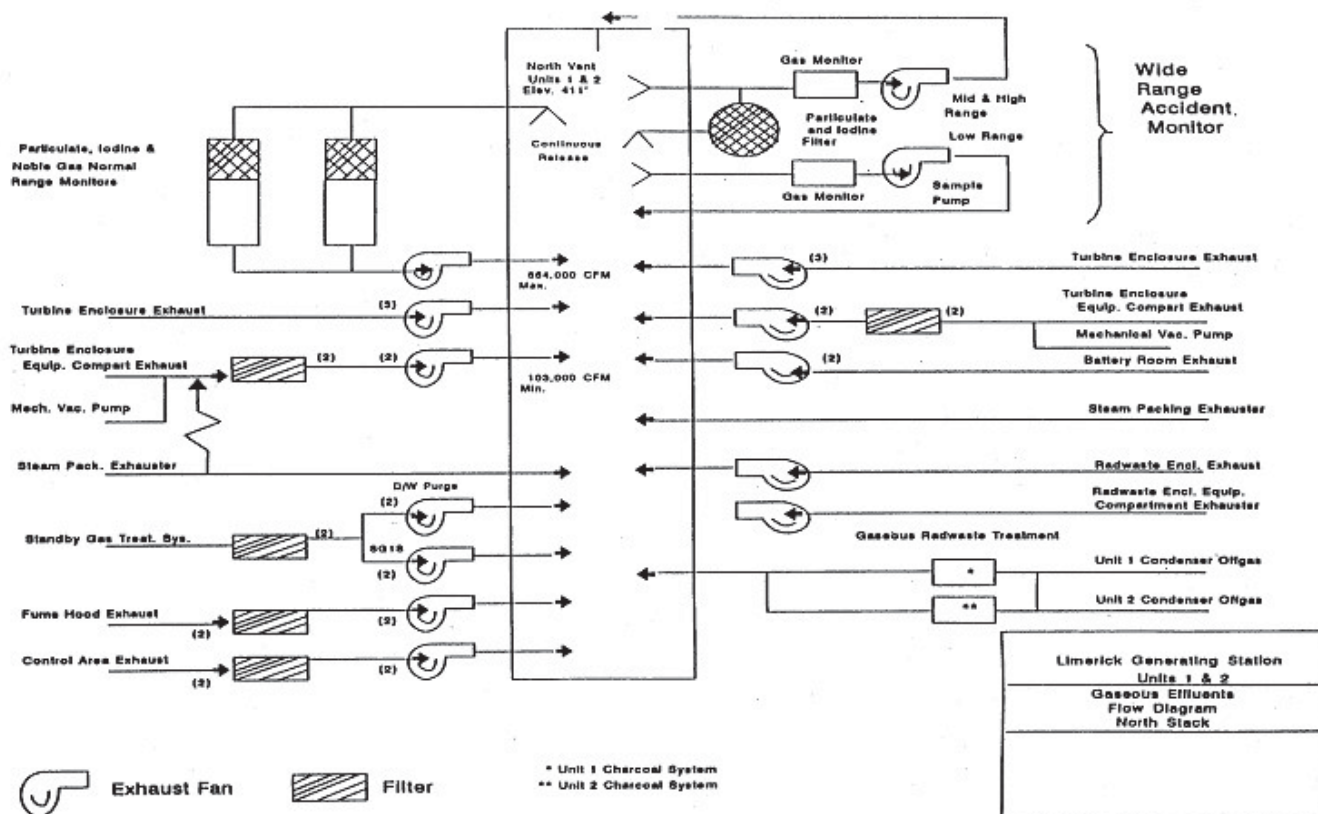 North Vent
Units 1 & 2
Elev. 411'
Continuous
Release
Gas Monitor
Mid & High
Range
Particulate
and Iodine
Filter
Low Range
Gas Monitor
Sample
Pump
Wide
Range
Accident
Monitor
Particulate, Iodine &
Noble Gas Normal
Range Monitors
664,000 CFM
Max.
Turbine Enclosure Exhaust
(3)
Turbine Enclosure
Equip. Compart Exhaust
(2)
(2)
Mech. Vac. Pump
103,000 CFM
Min.
Steam Pack. Exhauster
D/W Purge
(2)
Standby Gas Treat. Sys.
(2)
(2)
Fume Hood Exhaust
(2)
(2)
Control Area Exhaust
(2)
(2)
(3)
Turbine Enclosure Exhaust
Turbine Enclosure
Equip. Compart Exhaust
(2)
(2)
Mechanical Vac. Pump
(2)
Battery Room Exhaust
Steam Packing Exhauster
Radwaste Encl. Exhaust
Radwaste Encl. Equip.
Compartment Exhauster
Radwaste Treatment
Unit 1 Condenser Offgas
*
Unit 2 Condenser Offgas
**
Limerick Generating Station
Units 1 & 2
Gaseous Effluents
Flow Diagram
North Stack
Exhaust Fan
Filter
* Unit 1 Charcoal System
** Unit 2 Charcoal System